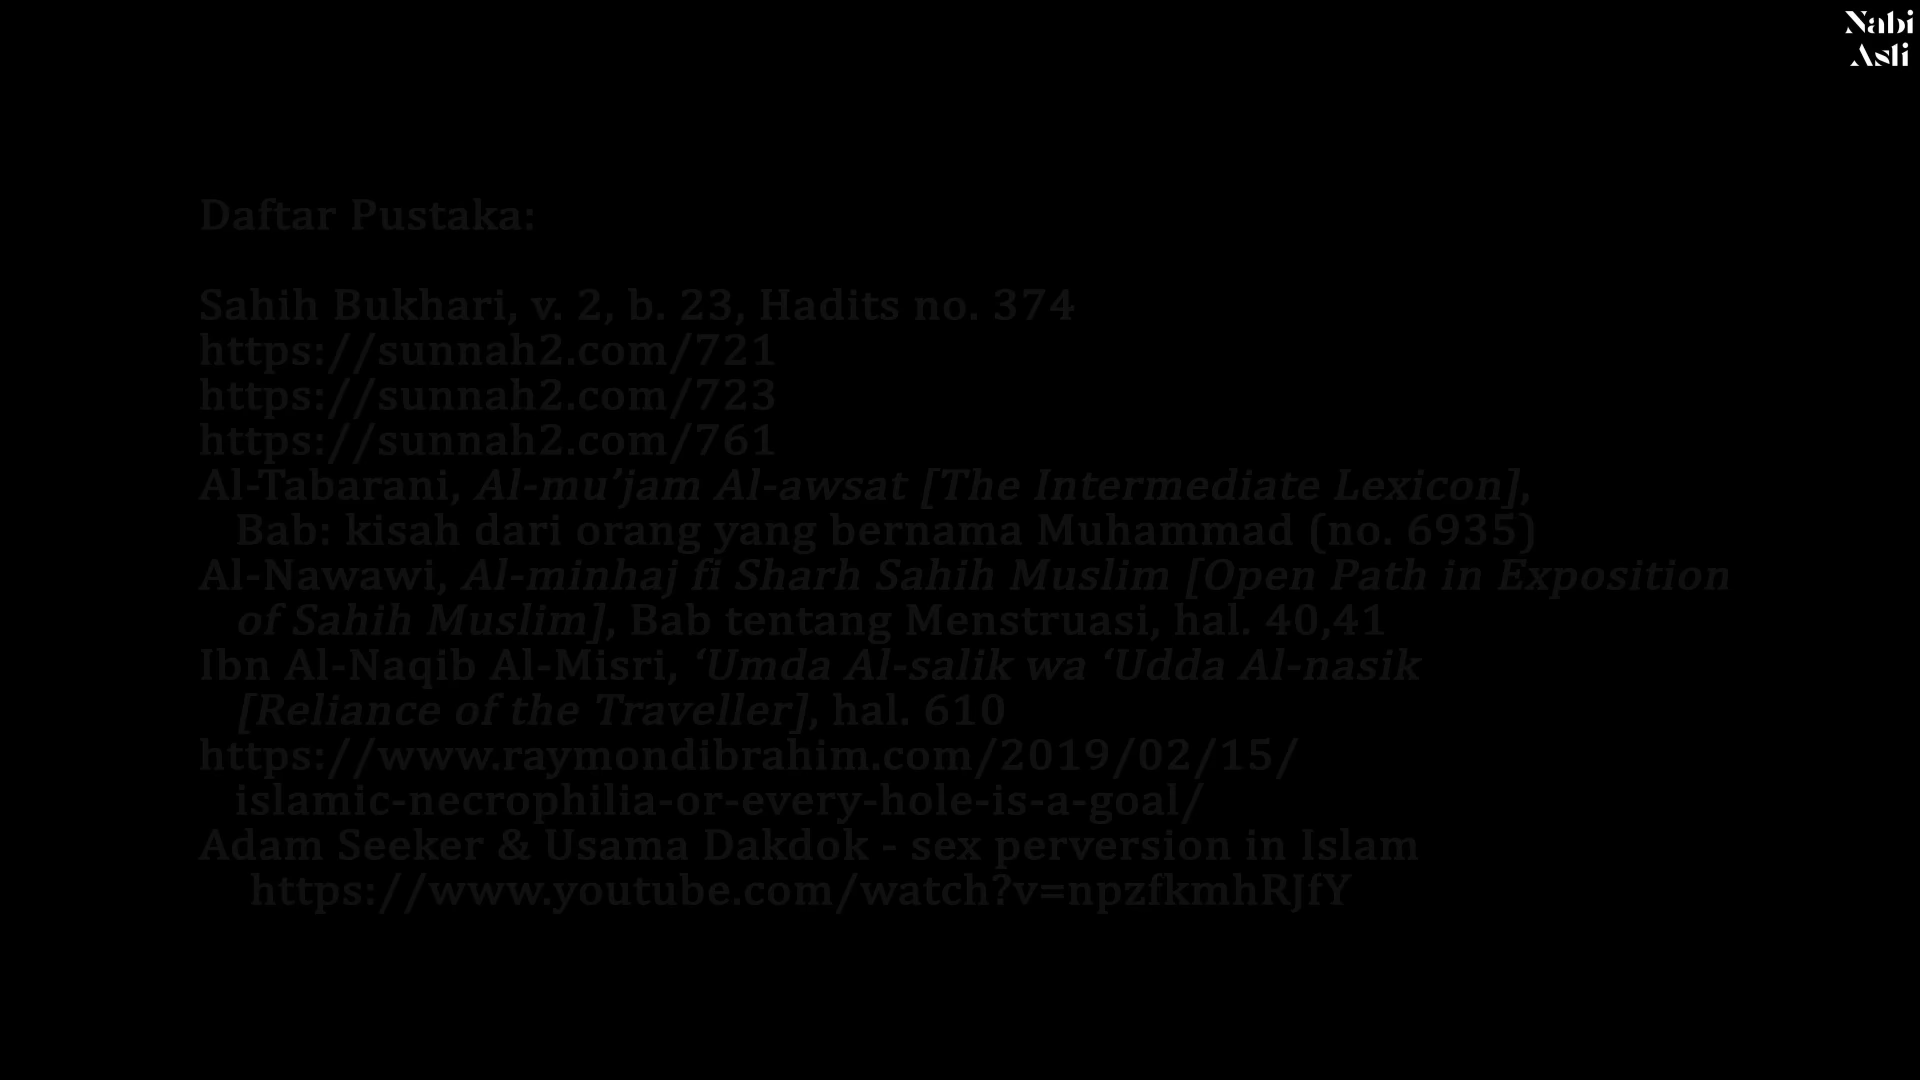 Nabi
Asli
Daftar Pustaka:
Sahih Bukhari, v. 2, b. 23, Hadits no. 374
https://sunnah2.com/721
https://sunnah2.com/723
https://sunnah2.com/761
Al-Tabarani, Al-mu’jam Al-awsat [The Intermediate Lexicon],
Bab: kisah dari orang yang bernama Muhammad (no. 6935)
Al-Nawawi, Al-minhaj fi Sharh Sahih Muslim [Open Path in Exposition
of Sahih Muslim], Bab tentang Menstruasi, hal. 40,41
Ibn Al-Naqib Al-Misri, ‘Umda Al-salik wa ‘Udda Al-nasik
[Reliance of the Traveller], hal. 610
https://www.raymondibrahim.com/2019/02/15/
islamic-necrophilia-or-every-hole-is-a-goal/
Adam Seeker & Usama Dakdok - sex perversion in Islam
https://www.youtube.com/watch?v=npzfkmhRJfY